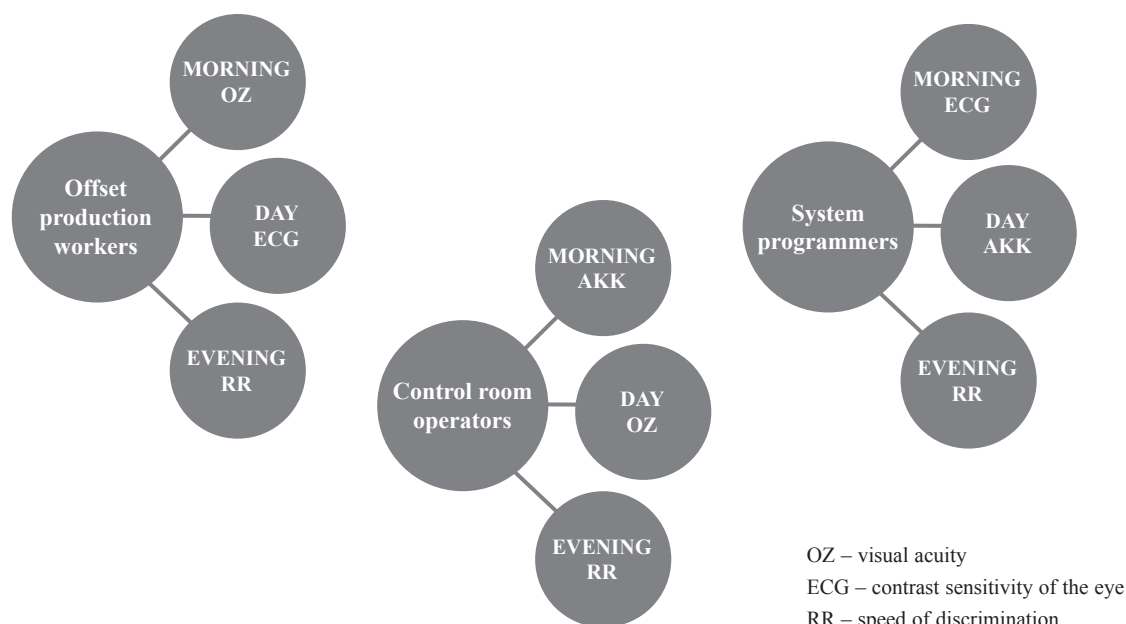 MORNING
OZ
Offset
production
workers
DAY
ECG
EVENING
RR
MORNING
AKK
Control room
operators
DAY
OZ
EVENING
RR
MORNING
ECG
System
programmers
DAY
AKK
EVENING
RR
OZ – visual acuity
ECG – contrast sensitivity of the eye
RR – speed of discrimination